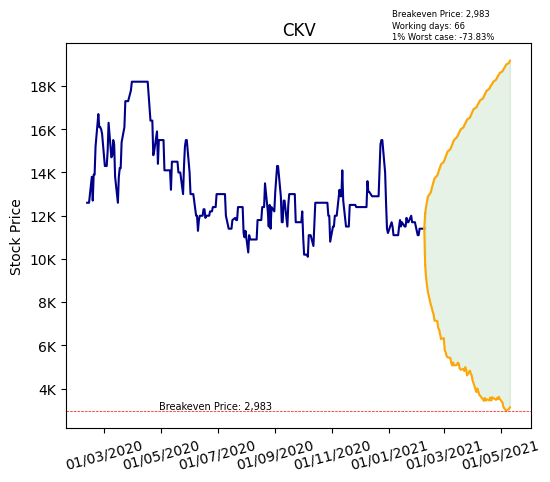 Breakeven Price: 2,983
Working days: 66
1% Worst case: -73.83%
CKV
Stock Price
18K
16K
14K
12K
10K
8K
6K
4K
Breakeven Price: 2,983
01/03/2020
01/05/2020
01/07/2020
01/09/2020
01/11/2020
01/01/2021
01/03/2021
01/05/2021